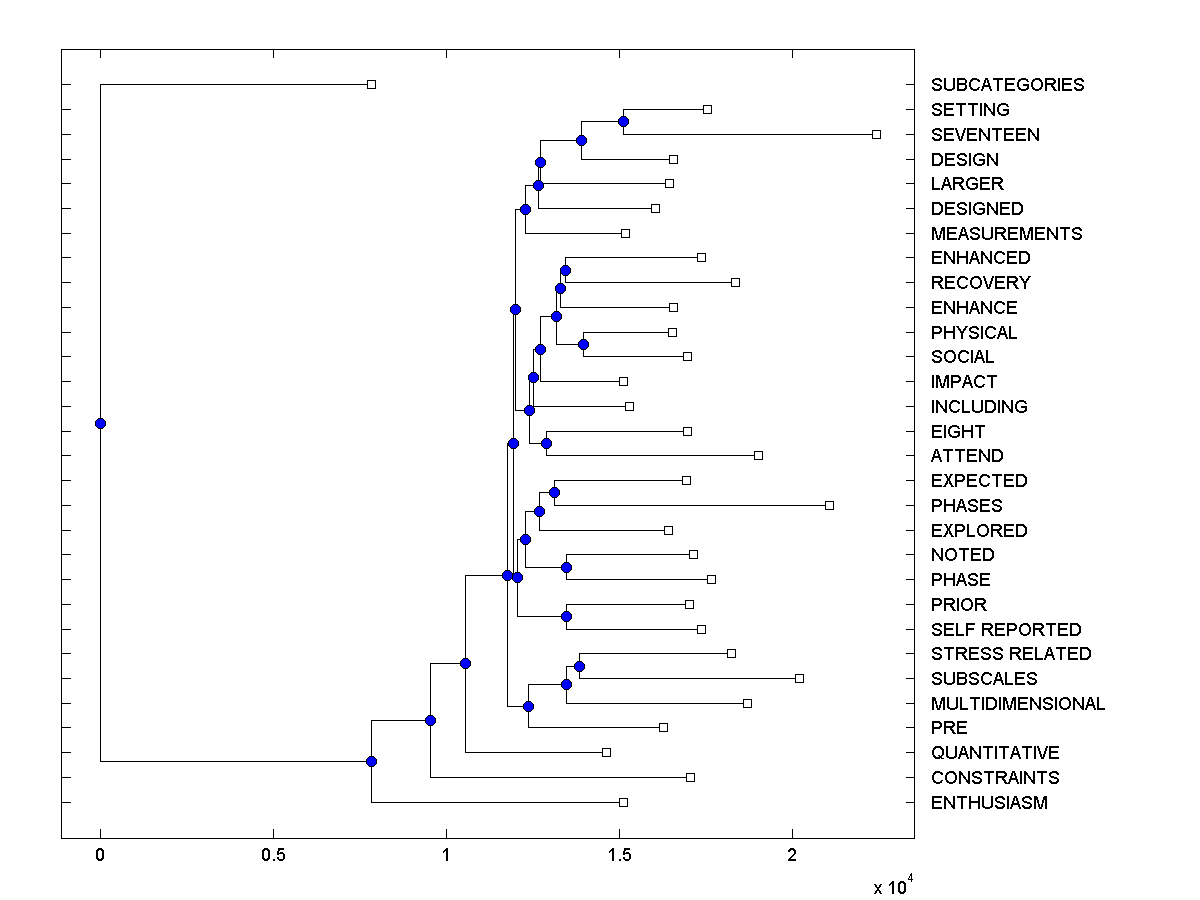 SUBCATEGORIES
SETTING
SEVENTEEN
DESIGN
LARGER
DESIGNED
MEASUREMENTS
ENHANCED
RECOVERY
ENHANCE
PHYSICAL
SOCIAL
IMPACT
INCLUDING
EIGHT
ATTEND
EXPECTED
PHASES
EXPLORED
NOTED
PHASE
PRIOR
SELF REPORTED
STRESS RELATED
SUBSCALES
MULTIDIMENSIONAL
PRE
QUANTITATIVE
CONSTRAINTS
ENTHUSIASM
0 0.5 1 1.5 2
x 10^4